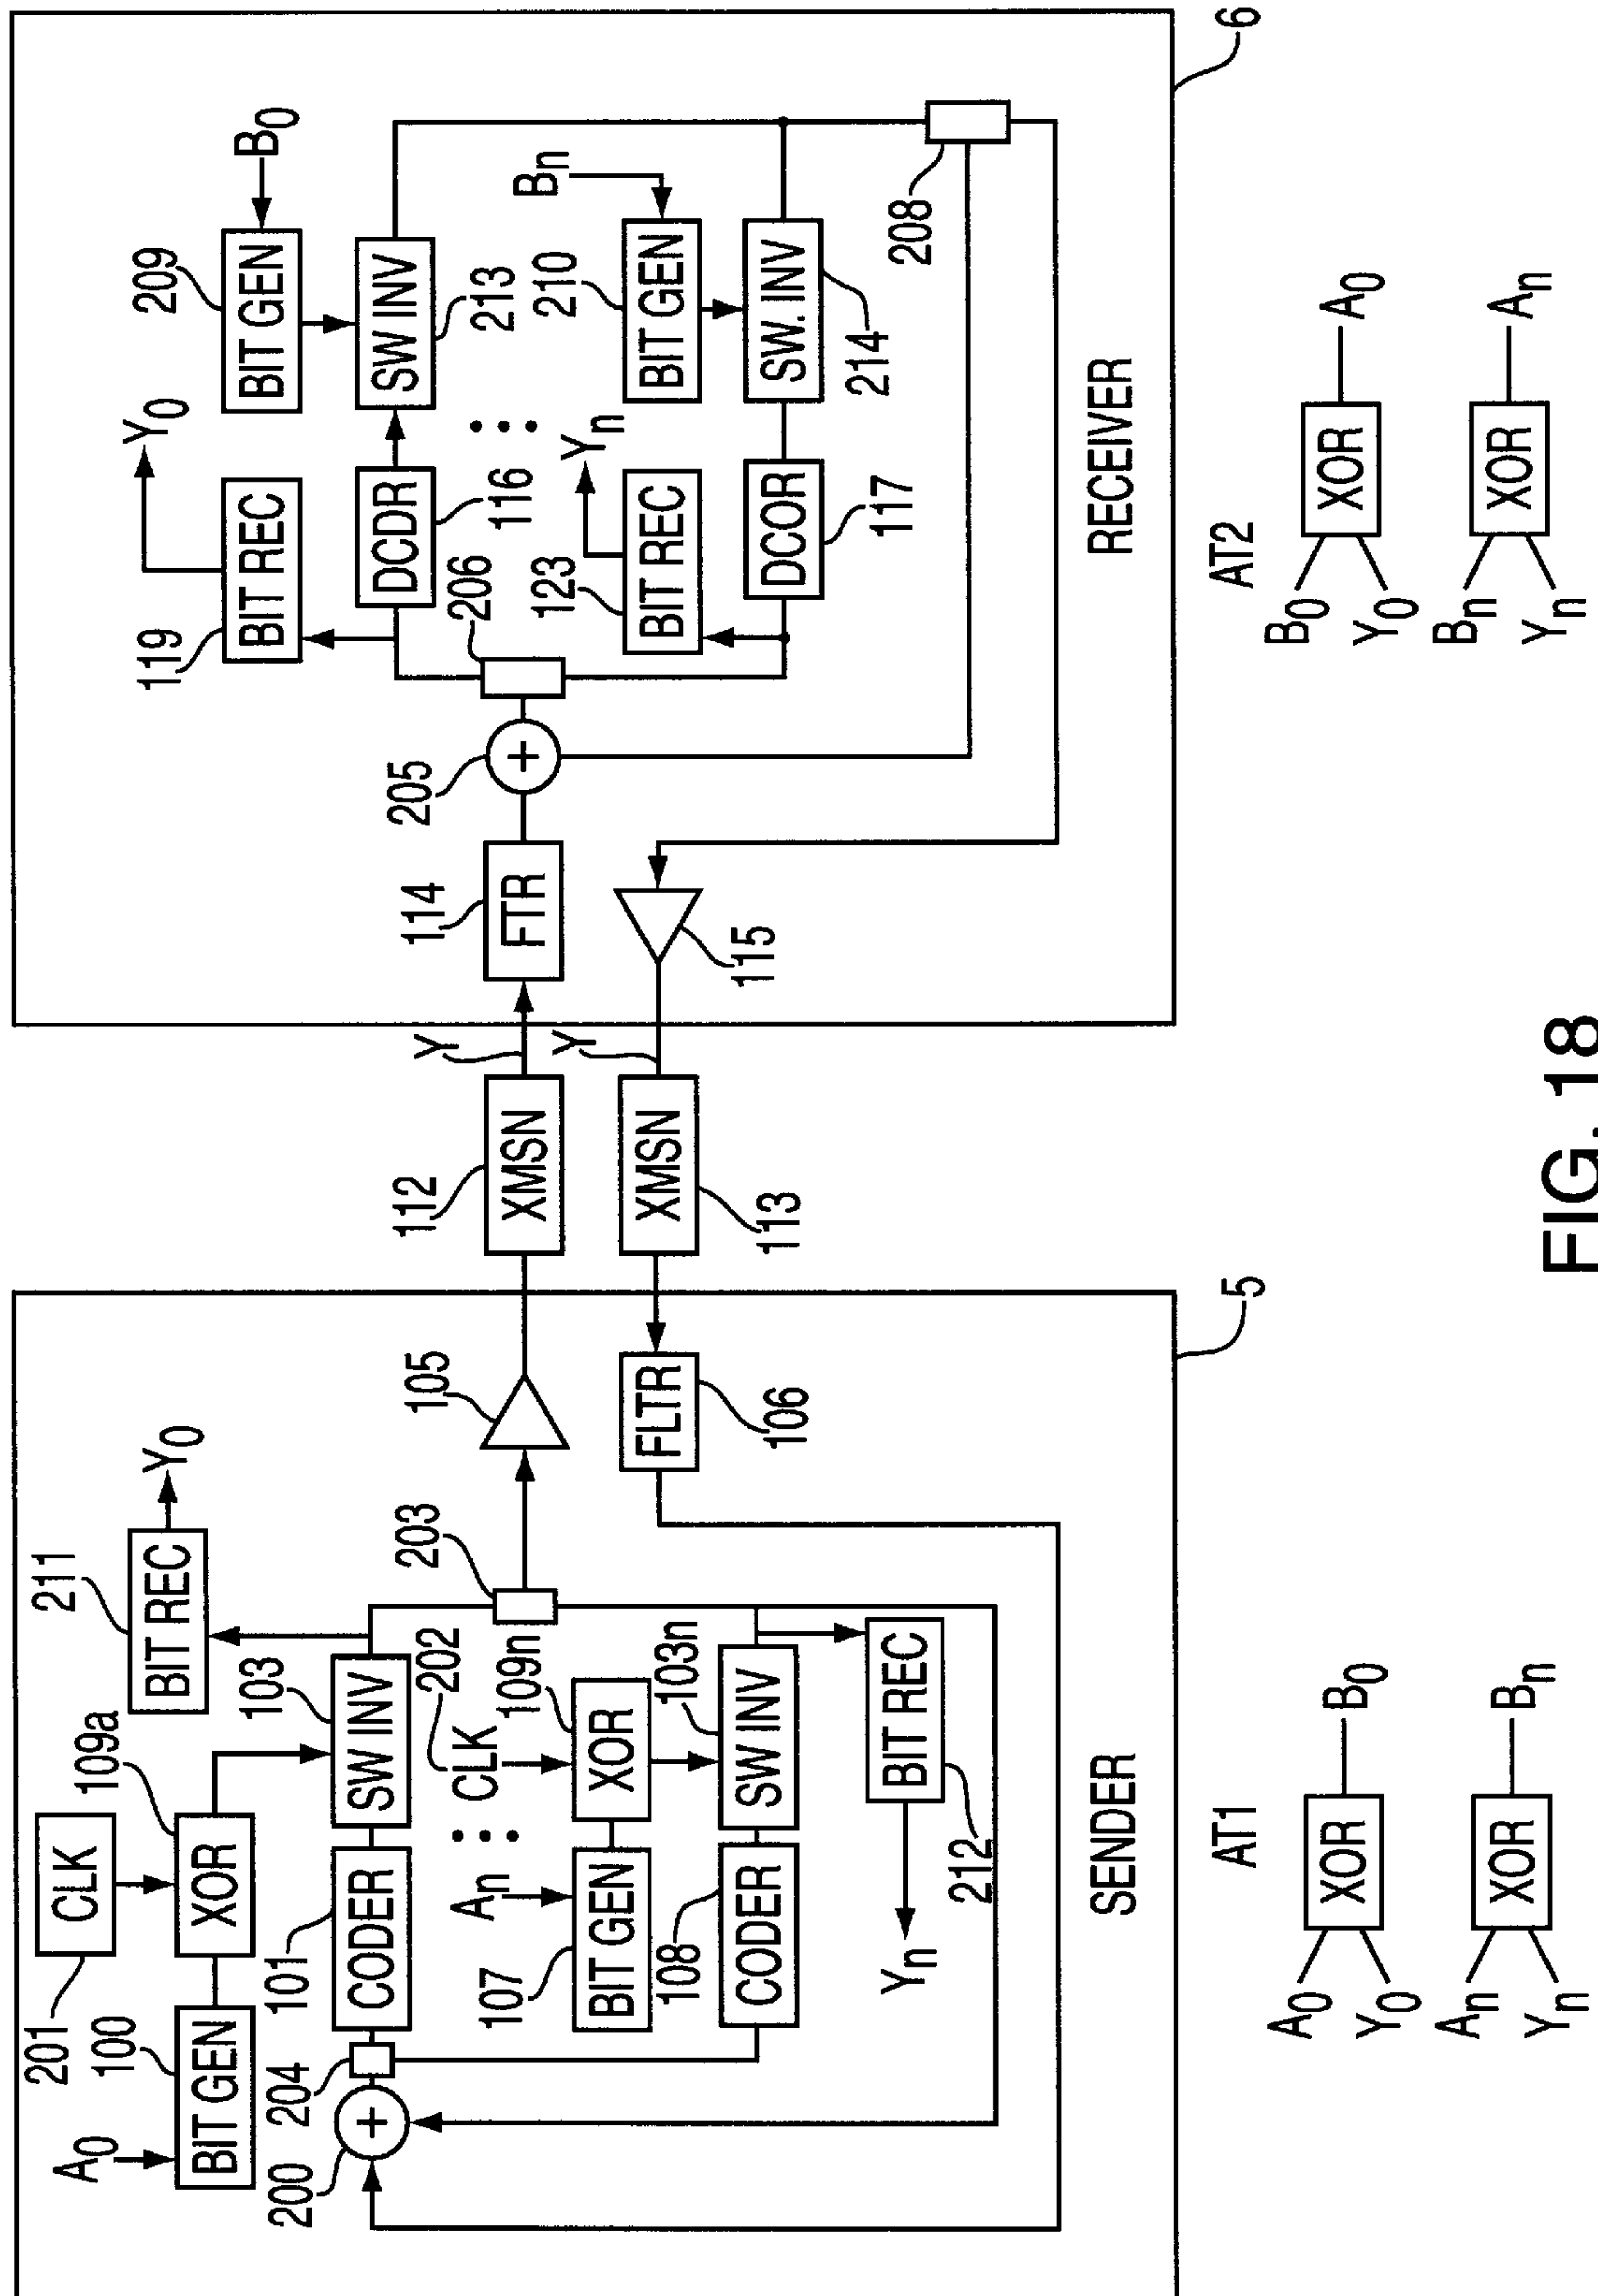 211
BIT REC
Y0
201
CLK
109a
XOR
100
BIT GEN
A0
103
SW INV
101
CODER
204
200
+
203
105
202
CLK
109n
XOR
An
107
BIT GEN
103n
SW INV
108
CODER
BIT REC
212
Yn
FLTR
106
SENDER
5
112
XMSN
Y
XMSN
113
Y
114
FTR
205
+
206
115
119
BIT REC
Y0
209
BIT GEN
B0
DCDR
116
SW INV
213
123
BIT REC
Yn
210
BIT GEN
Bn
DCOR
117
SW. INV
214
208
RECEIVER
6
AT1
A0
Y0
XOR
B0
An
Yn
XOR
Bn
AT2
B0
Y0
XOR
A0
Bn
Yn
XOR
An
FIG. 18